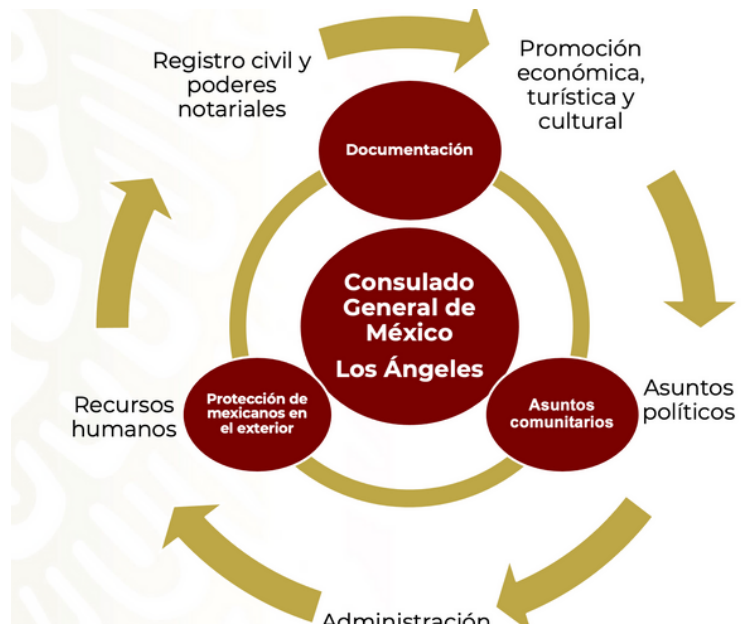 Registro civil y
poderes
notariales
Promoción
económica,
turística y
cultural
Documentación
Consulado
General de
México
Los Ángeles
Protección de
mexicanos en
el exterior
Asuntos
comunitarios
Recursos
humanos
Asuntos
políticos
Administración